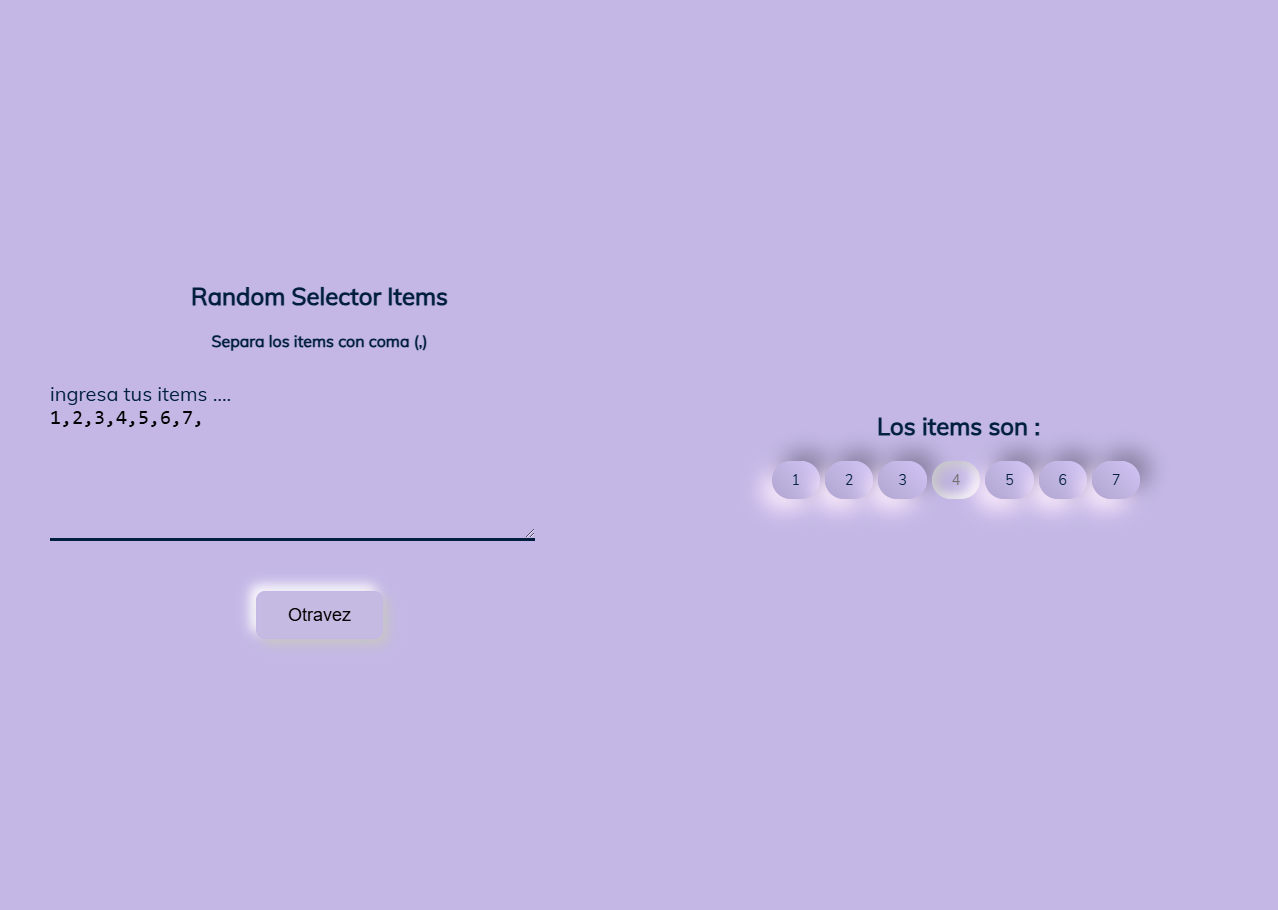 Random Selector Items
Separa los items con coma (,)
ingresa tus items ....
1,2,3,4,5,6,7,
Otravez
Los items son :
1 2 3 4 5 6 7